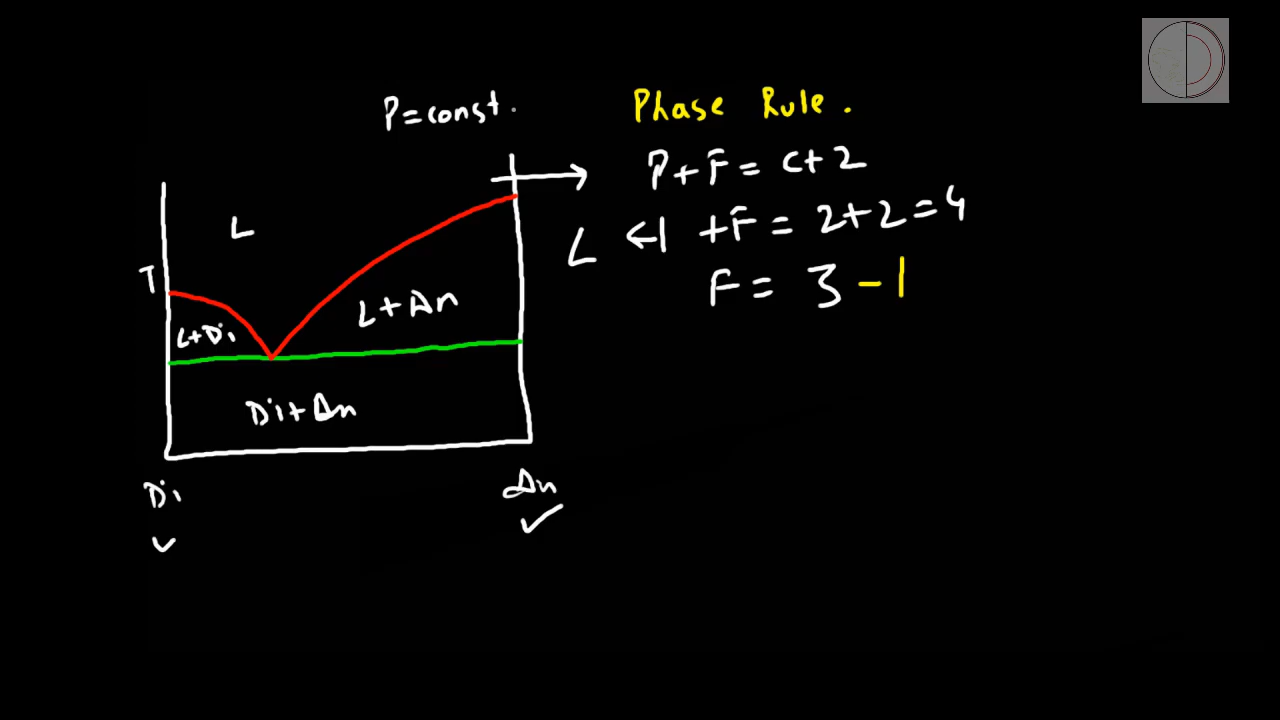 P=const.
Phase Rule.
P+F = C+2
L ← 1 +F = 2+2=4
F = 3 - 1
L
T
L+Di
L+An
Di+An
Di
An